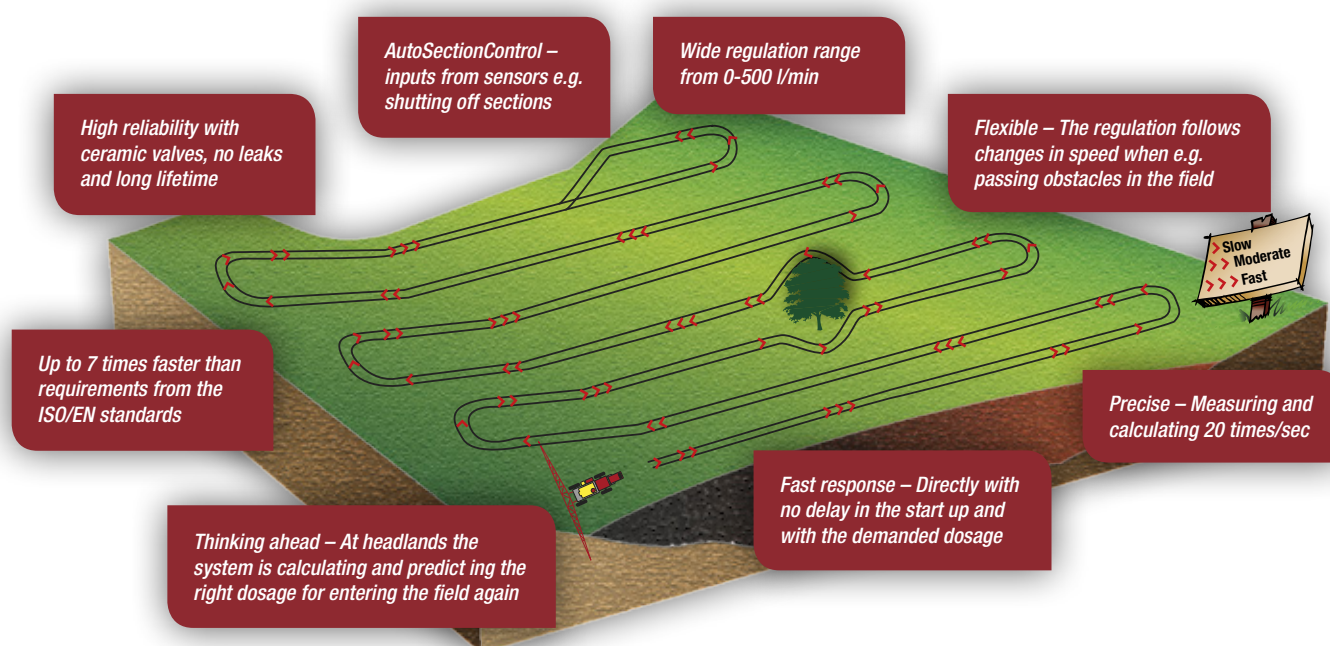 AutoSectionControl –
inputs from sensors e.g.
shutting off sections
Wide regulation range
from 0-500 l/min
High reliability with
ceramic valves, no leaks
and long lifetime
Flexible – The regulation follows
changes in speed when e.g.
passing obstacles in the field
Slow
Moderate
Fast
Up to 7 times faster than
requirements from the
ISO/EN standards
Precise – Measuring and
calculating 20 times/sec
Fast response – Directly with
no delay in the start up and
with the demanded dosage
Thinking ahead – At headlands the
system is calculating and predict ing the
right dosage for entering the field again